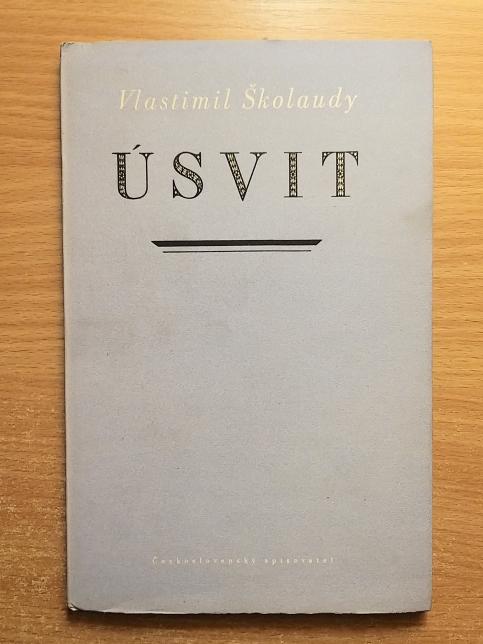 Vlastimil Školaudy
ÚSVIT
Československý spisovatel